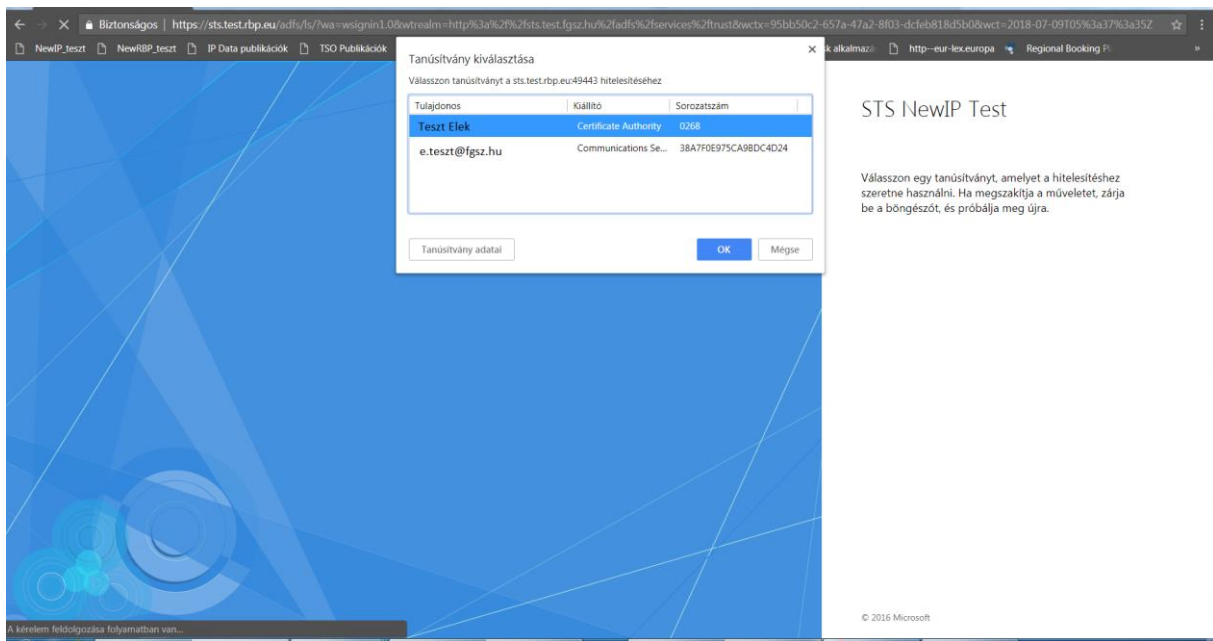 Biztonságos | https://sts.test.rbp.eu/adfs/ls/?wa=wsignin1.0&wtrealm=http%3a%2f%2fsts.test.fgsz.hu%2fadfs%2fservices%2ftrust&wctx=95bb50c2-657a-47a2-8f03-dcfeb818d5b0&wct=2018-07-09T05%3a37%3a35Z
NewIP_teszt NewRBP_teszt IP Data publikációk TSO Publikációk http--eur-lex.europa Regional Booking
Tanúsítvány kiválasztása
Válasszon tanúsítványt a sts.test.rbp.eu:49443 hitelesítéséhez
Tulajdonos Kiállító Sorozatszám
Teszt Elek Certificate Authority 0268
e.teszt@fgsz.hu Communications Se... 38A7F0E975CA9BDC4D24
Tanúsítvány adatai OK Mégse
STS NewIP Test
Válasszon egy tanúsítványt, amelyet a hitelesítéshez
szeretne használni. Ha megszakítja a műveletet, zárja
be a böngészőt, és próbálja meg újra.
© 2016 Microsoft
A kérelem feldolgozása folyamatban van...